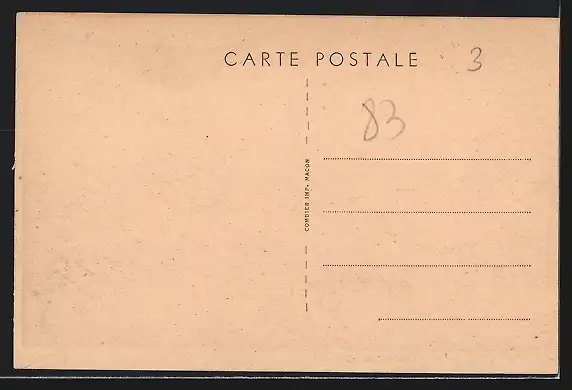 CARTE POSTALE
3
83
COMBIER IMP. MACON